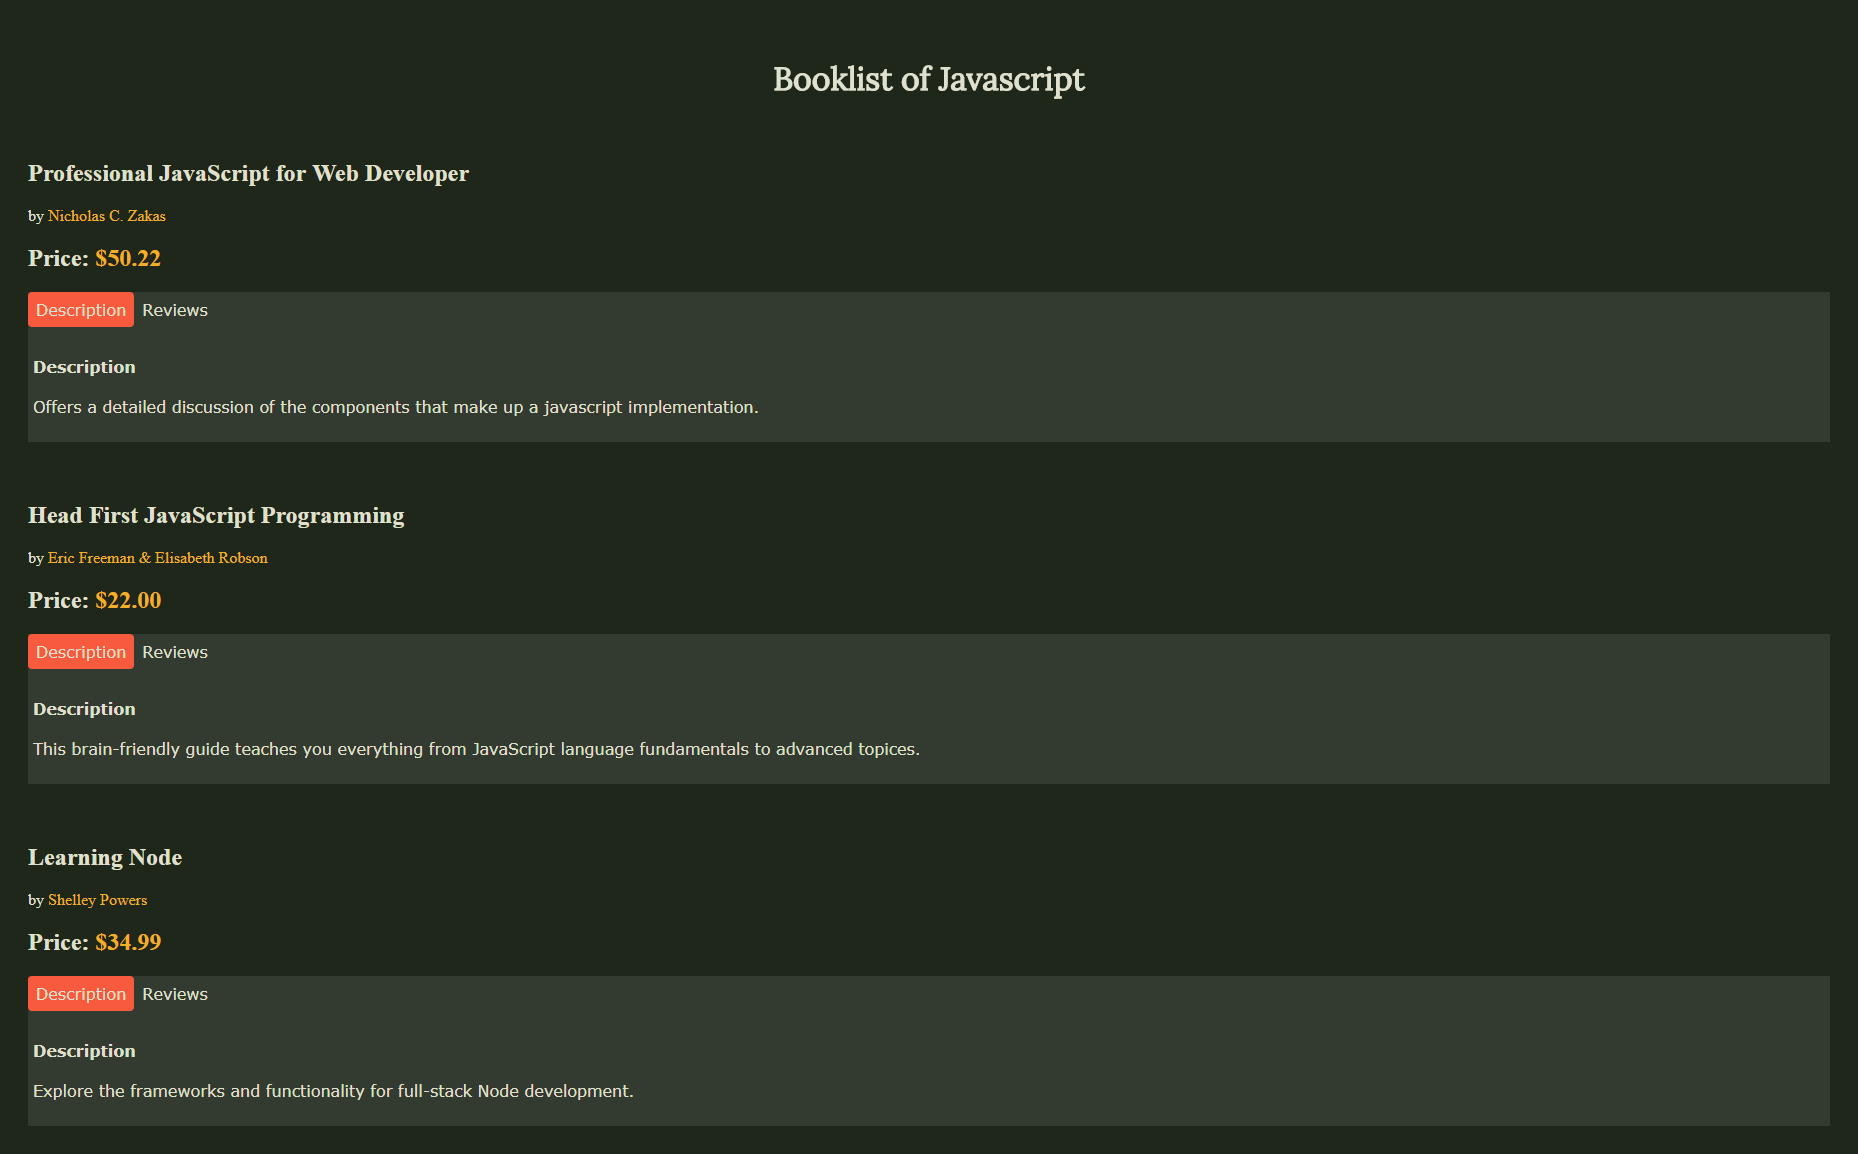 Booklist of Javascript
Professional JavaScript for Web Developer
by Nicholas C. Zakas
Price: $50.22
Description Reviews
Description
Offers a detailed discussion of the components that make up a javascript implementation.
Head First JavaScript Programming
by Eric Freeman & Elisabeth Robson
Price: $22.00
Description Reviews
Description
This brain-friendly guide teaches you everything from JavaScript language fundamentals to advanced topices.
Learning Node
by Shelley Powers
Price: $34.99
Description Reviews
Description
Explore the frameworks and functionality for full-stack Node development.